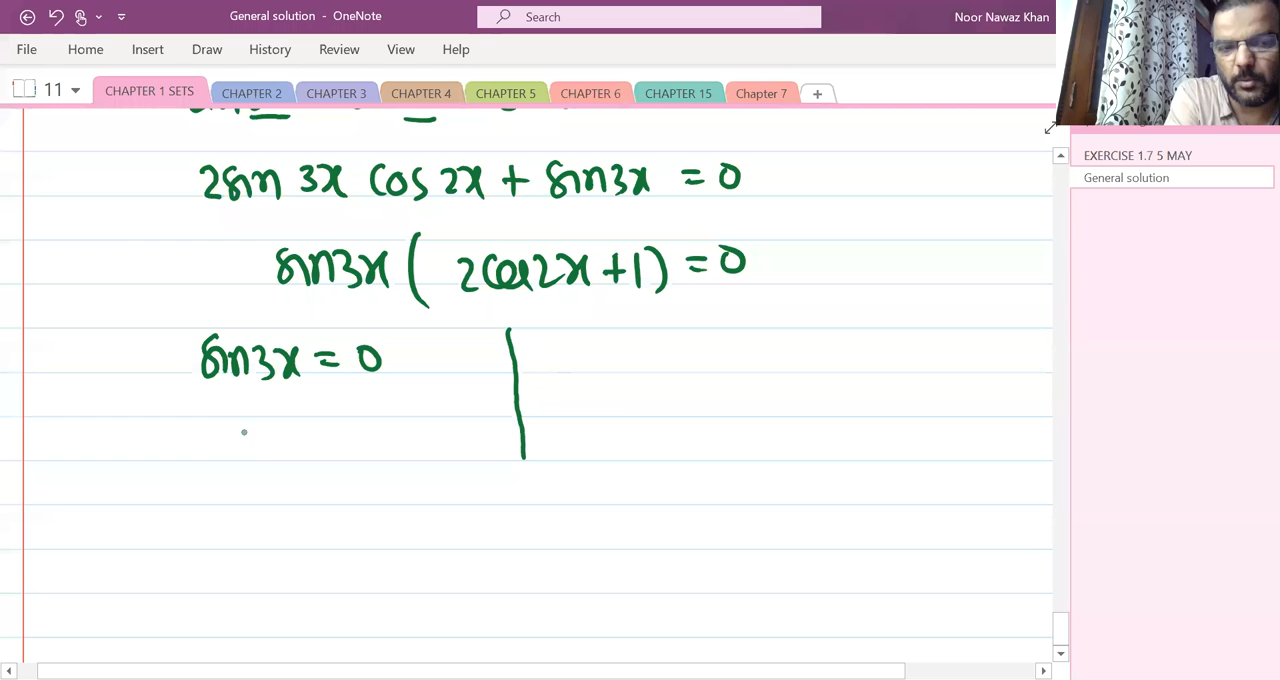 General solution - OneNote
Search
Noor Nawaz Khan
File Home Insert Draw History Review View Help
11 CHAPTER 1 SETS CHAPTER 2 CHAPTER 3 CHAPTER 4 CHAPTER 5 CHAPTER 6 CHAPTER 15 Chapter 7 +
EXERCISE 1.7 5 MAY
General solution
2sin 3x cos 2x + sin3x = 0
sin3x ( 2cos2x+1) = 0
sin3x = 0